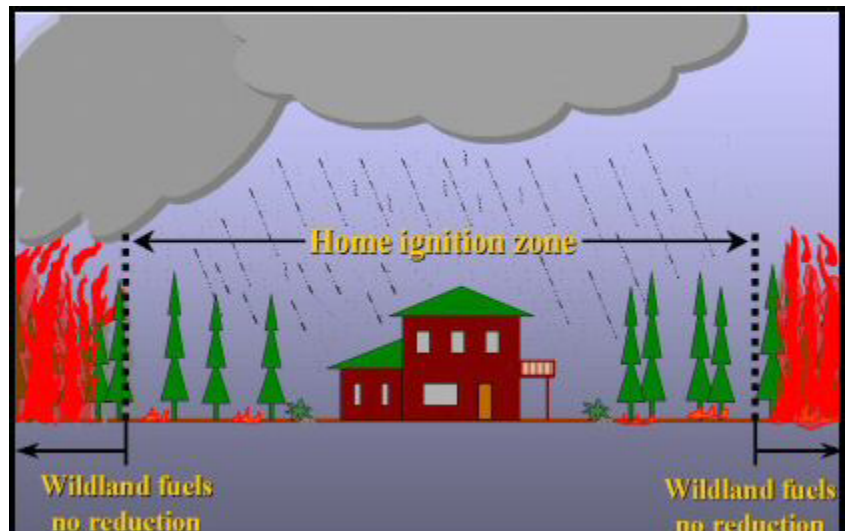 Home ignition zone
Wildland fuels
no reduction
Wildland fuels
no reduction